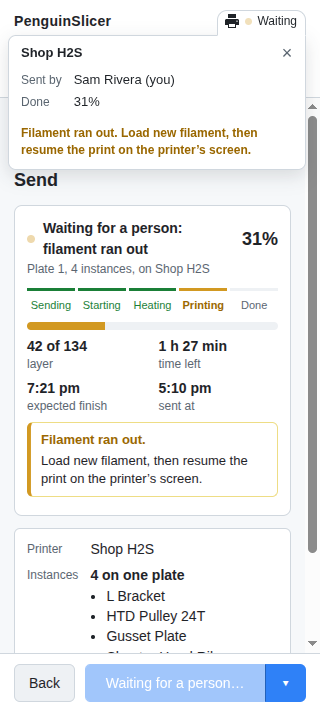 PenguinSlicer
Waiting
Shop H2S
×
Sent by Sam Rivera (you)
Done 31%
Filament ran out. Load new filament, then
resume the print on the printer’s screen.
Send
Waiting for a person:
filament ran out
31%
Plate 1, 4 instances, on Shop H2S
Sending Starting Heating Printing Done
42 of 134 1 h 27 min
layer time left
7:21 pm 5:10 pm
expected finish sent at
Filament ran out.
Load new filament, then resume the
print on the printer’s screen.
Printer Shop H2S
Instances 4 on one plate
• L Bracket
• HTD Pulley 24T
• Gusset Plate
Back Waiting for a person…